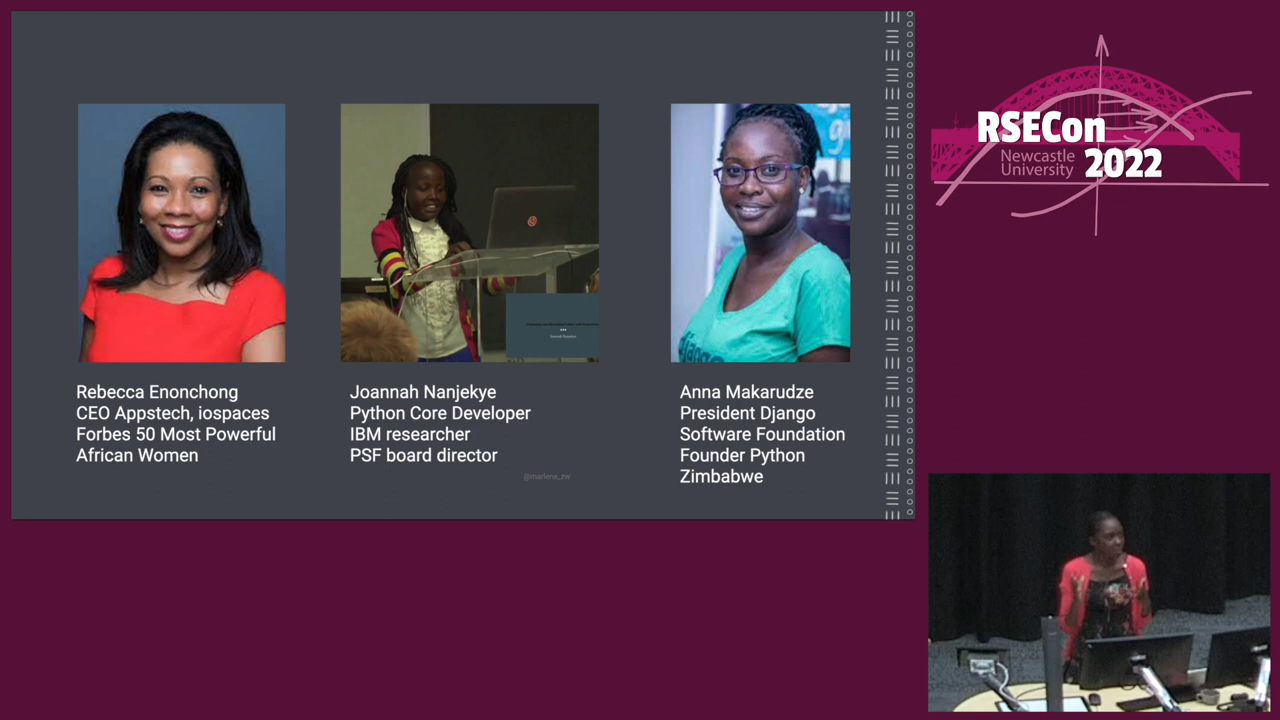 Rebecca Enonchong
CEO Appstech, iospaces
Forbes 50 Most Powerful
African Women
Joannah Nanjekye
Python Core Developer
IBM researcher
PSF board director
@marlene_zw
Anna Makarudze
President Django
Software Foundation
Founder Python
Zimbabwe
RSECon
Newcastle
University
2022